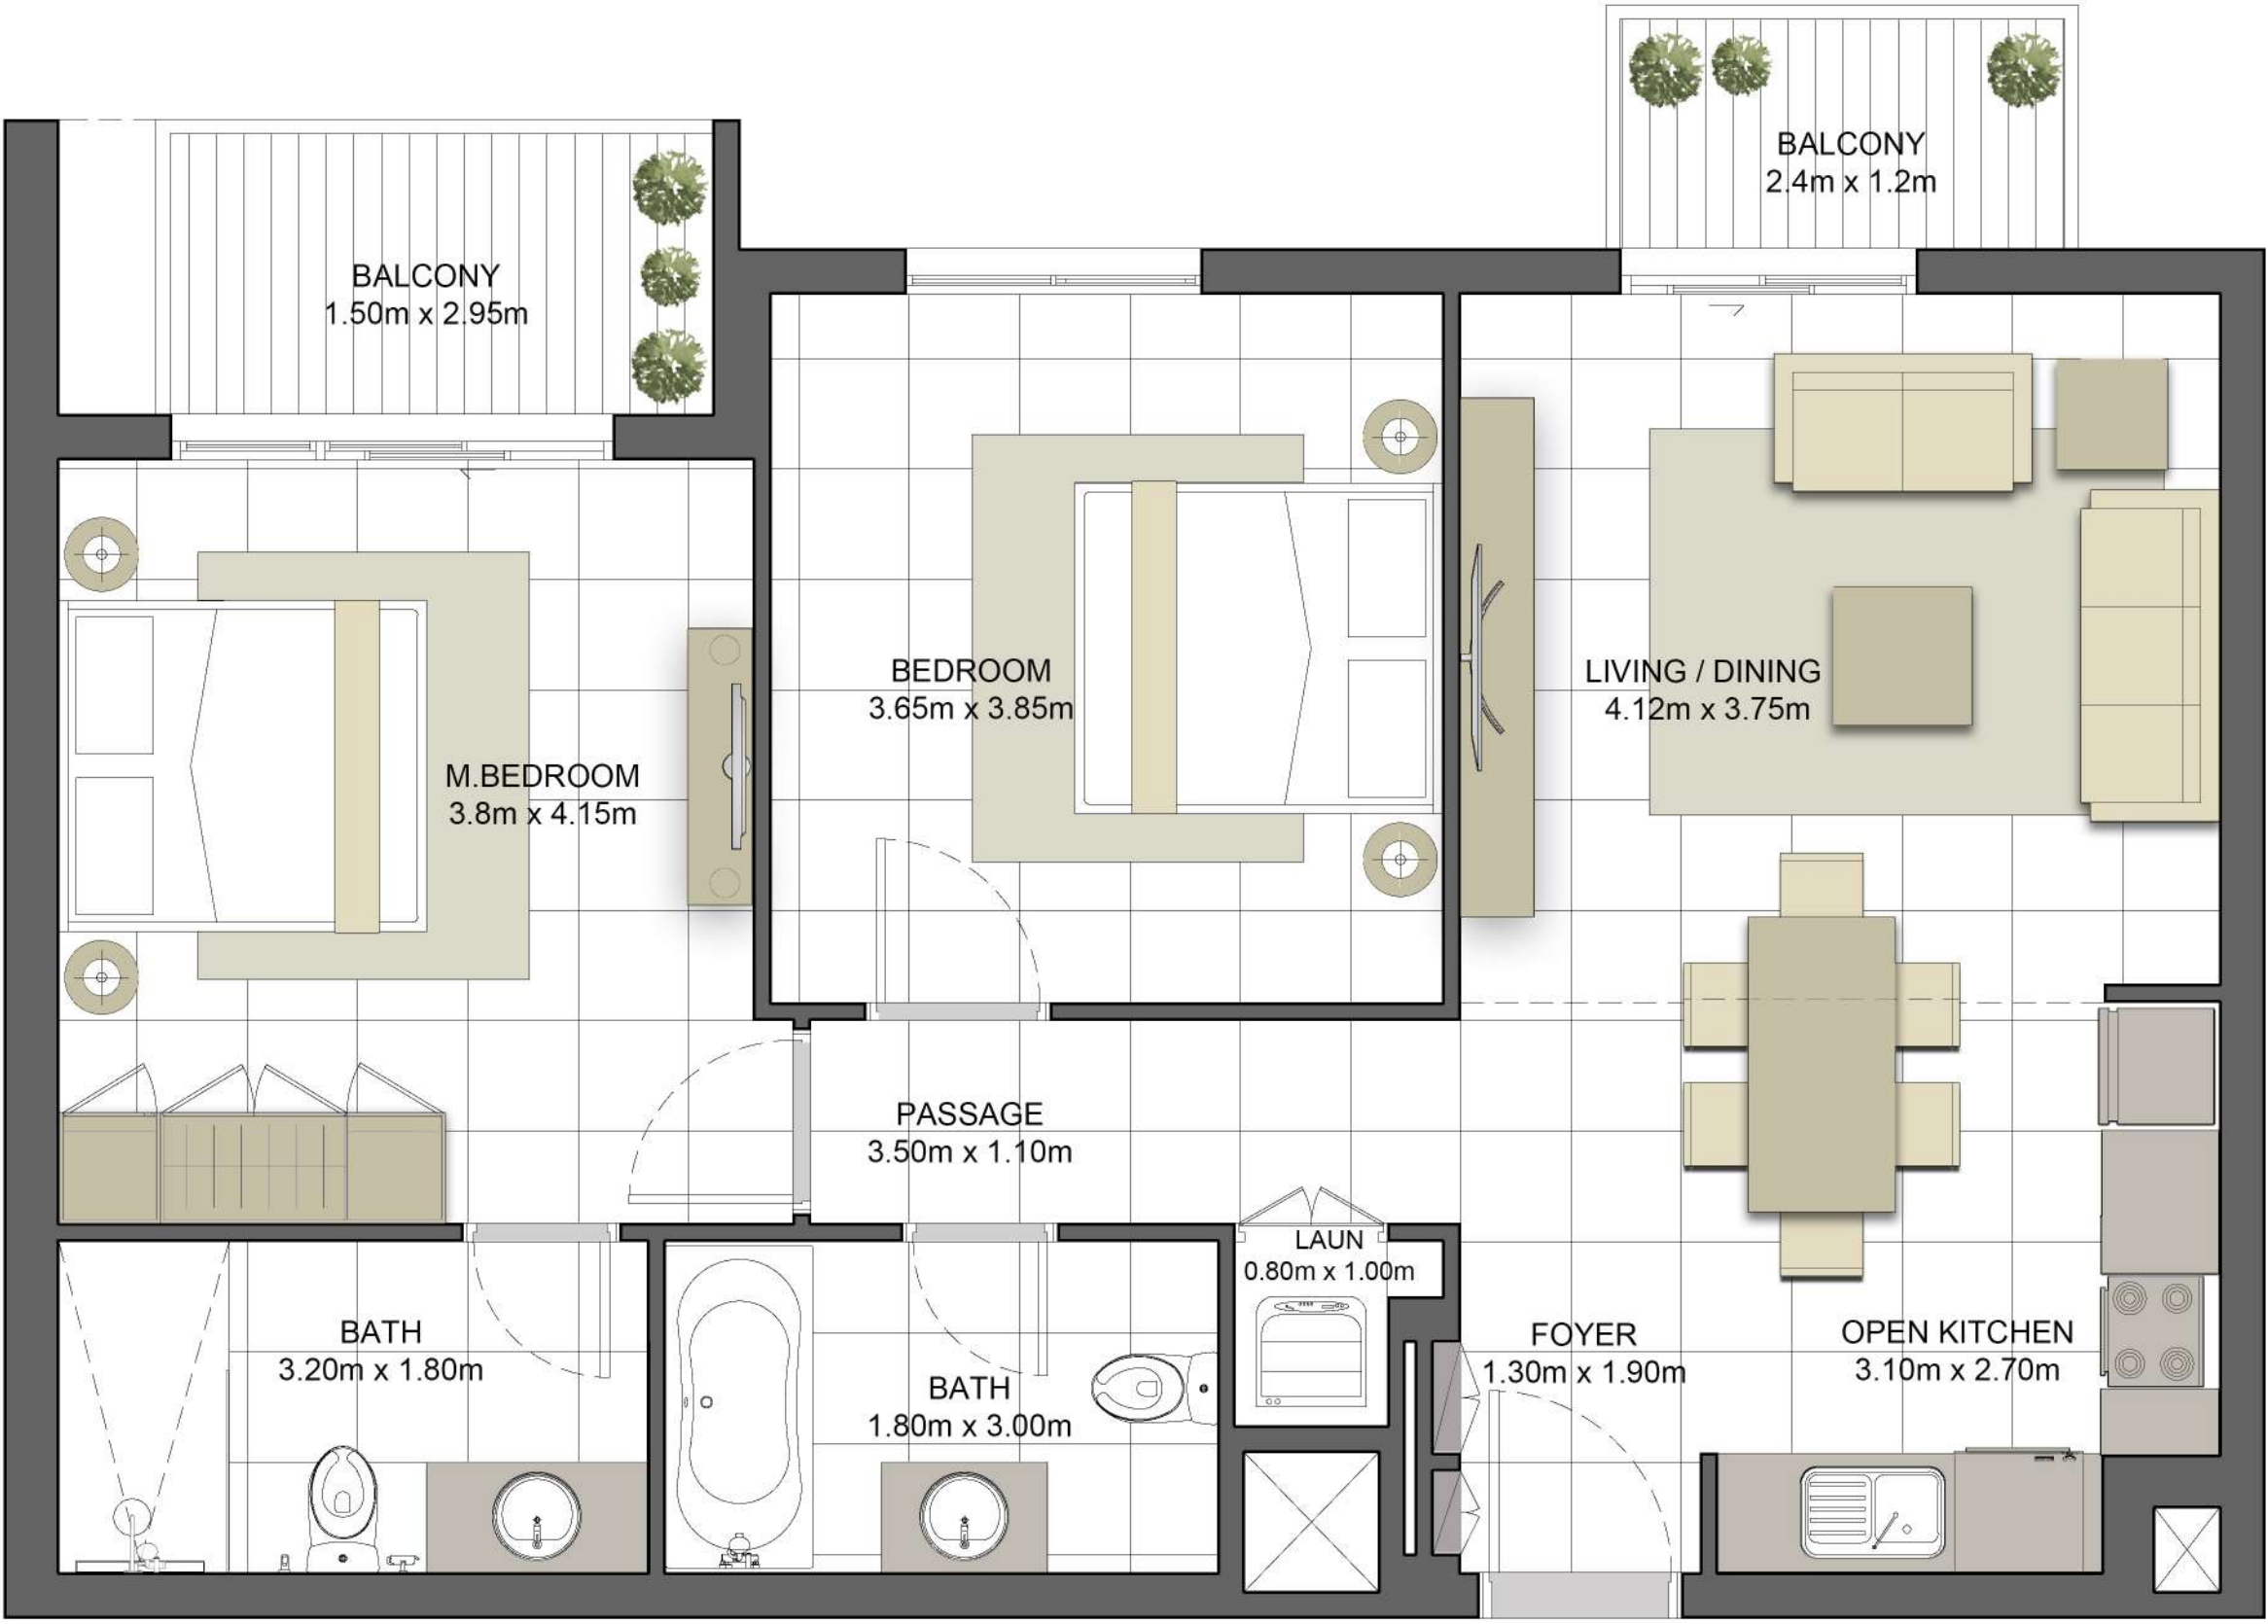 BALCONY
2.4m x 1.2m
BALCONY
1.50m x 2.95m
BEDROOM
3.65m x 3.85m
LIVING / DINING
4.12m x 3.75m
M.BEDROOM
3.8m x 4.15m
PASSAGE
3.50m x 1.10m
LAUN
0.80m x 1.00m
BATH
3.20m x 1.80m
BATH
1.80m x 3.00m
FOYER
1.30m x 1.90m
OPEN KITCHEN
3.10m x 2.70m